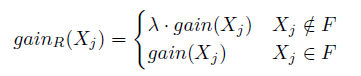 gain_R(X_j) = { λ · gain(X_j) X_j ∉ F
gain(X_j) X_j ∈ F